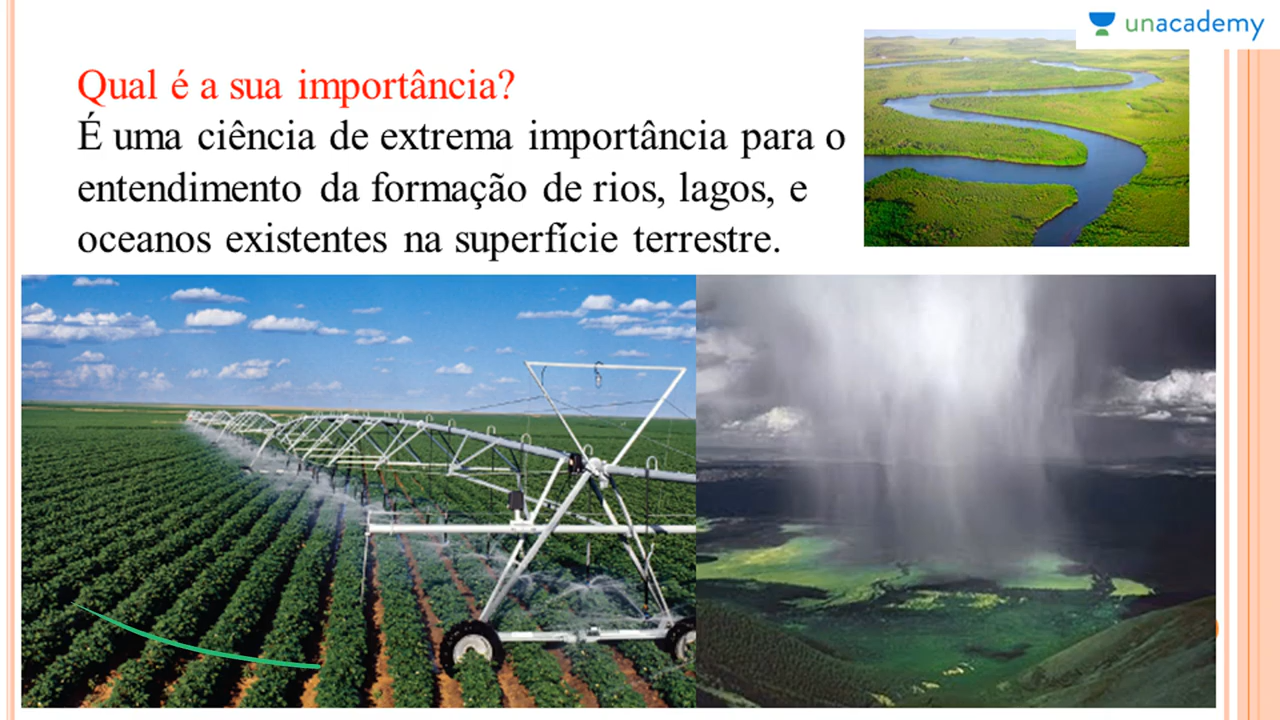 unacademy
Qual é a sua importância?
É uma ciência de extrema importância para o
entendimento da formação de rios, lagos, e
oceanos existentes na superfície terrestre.